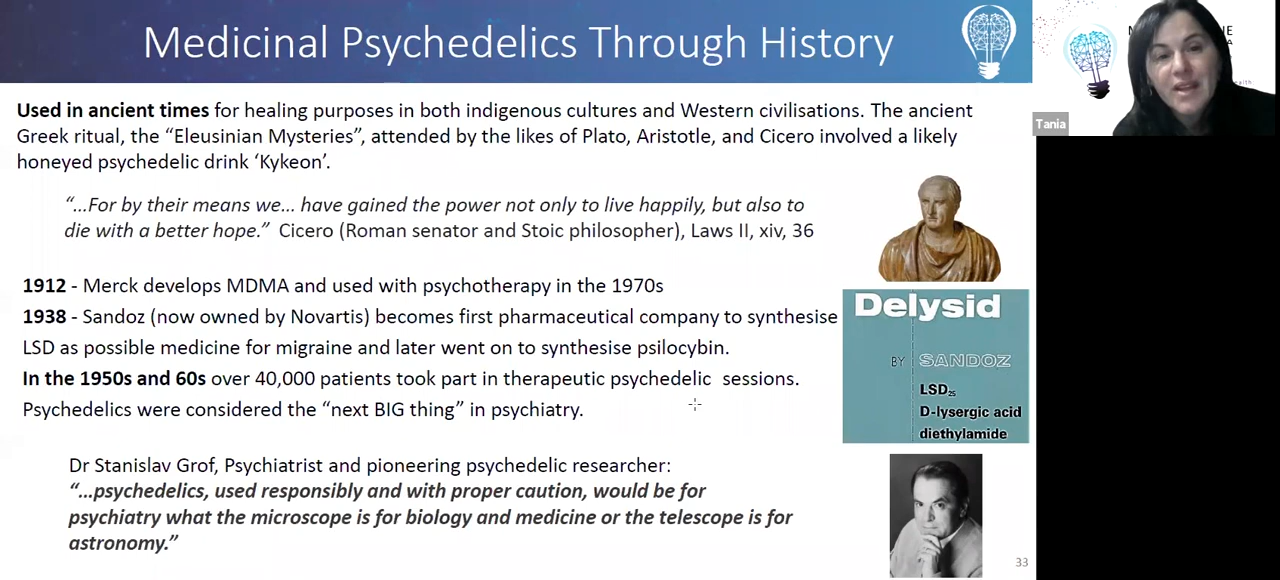 Medicinal Psychedelics Through History
Used in ancient times for healing purposes in both indigenous cultures and Western civilisations. The ancient
Greek ritual, the “Eleusinian Mysteries”, attended by the likes of Plato, Aristotle, and Cicero involved a likely
honeyed psychedelic drink ‘Kykeon’.
“…For by their means we… have gained the power not only to live happily, but also to
die with a better hope.” Cicero (Roman senator and Stoic philosopher), Laws II, xiv, 36
1912 - Merck develops MDMA and used with psychotherapy in the 1970s
1938 - Sandoz (now owned by Novartis) becomes first pharmaceutical company to synthesise
LSD as possible medicine for migraine and later went on to synthesise psilocybin.
In the 1950s and 60s over 40,000 patients took part in therapeutic psychedelic sessions.
Psychedelics were considered the “next BIG thing” in psychiatry.
Delysid
BY SANDOZ
LSD25
D-lysergic acid
diethylamide
Dr Stanislav Grof, Psychiatrist and pioneering psychedelic researcher:
“…psychedelics, used responsibly and with proper caution, would be for
psychiatry what the microscope is for biology and medicine or the telescope is for
astronomy.”
33
Tania